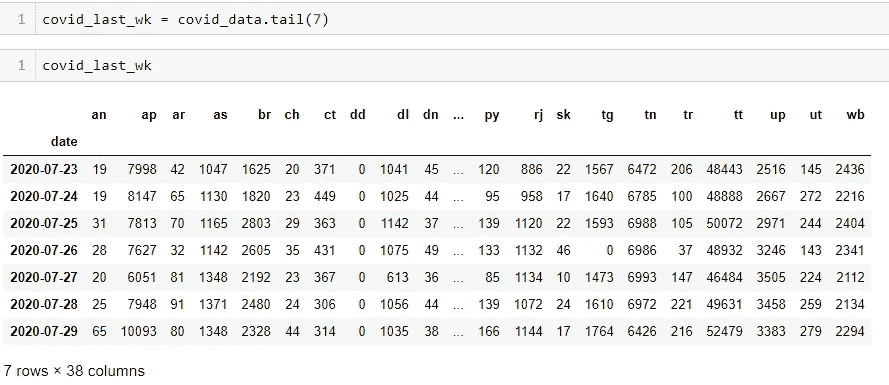 1 covid_last_wk = covid_data.tail(7)
1 covid_last_wk
an ap ar as br ch ct dd dl dn ... py rj sk tg tn tr tt up ut wb
date
2020-07-23 19 7998 42 1047 1625 20 371 0 1041 45 ... 120 886 22 1567 6472 206 48443 2516 145 2436
2020-07-24 19 8147 65 1130 1820 23 449 0 1025 44 ... 95 958 17 1640 6785 100 48888 2667 272 2216
2020-07-25 31 7813 70 1165 2803 29 363 0 1142 37 ... 139 1120 22 1593 6988 105 50072 2971 244 2404
2020-07-26 28 7627 32 1142 2605 35 431 0 1075 49 ... 133 1132 46 0 6986 37 48932 3246 143 2341
2020-07-27 20 6051 81 1348 2192 23 367 0 613 36 ... 85 1134 10 1473 6993 147 46484 3505 224 2112
2020-07-28 25 7948 91 1371 2480 24 306 0 1056 44 ... 139 1072 24 1610 6972 221 49631 3458 259 2134
2020-07-29 65 10093 80 1348 2328 44 314 0 1035 38 ... 166 1144 17 1764 6426 216 52479 3383 279 2294
7 rows × 38 columns